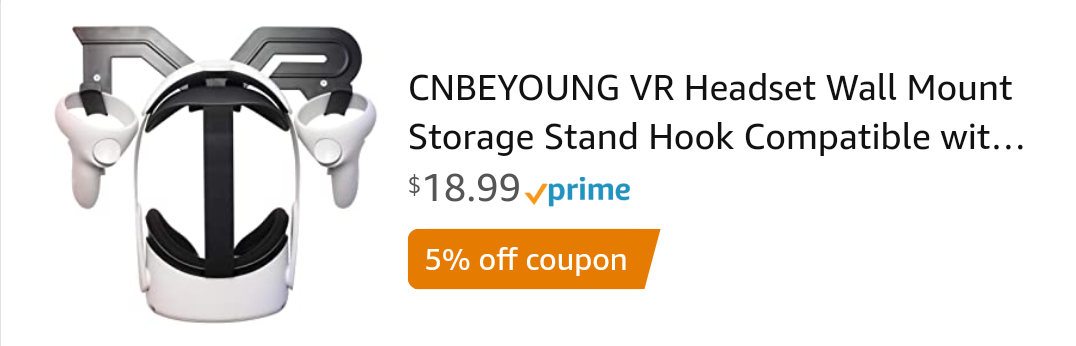 CNBEYOUNG VR Headset Wall Mount
Storage Stand Hook Compatible wit...
$18.99 prime
5% off coupon